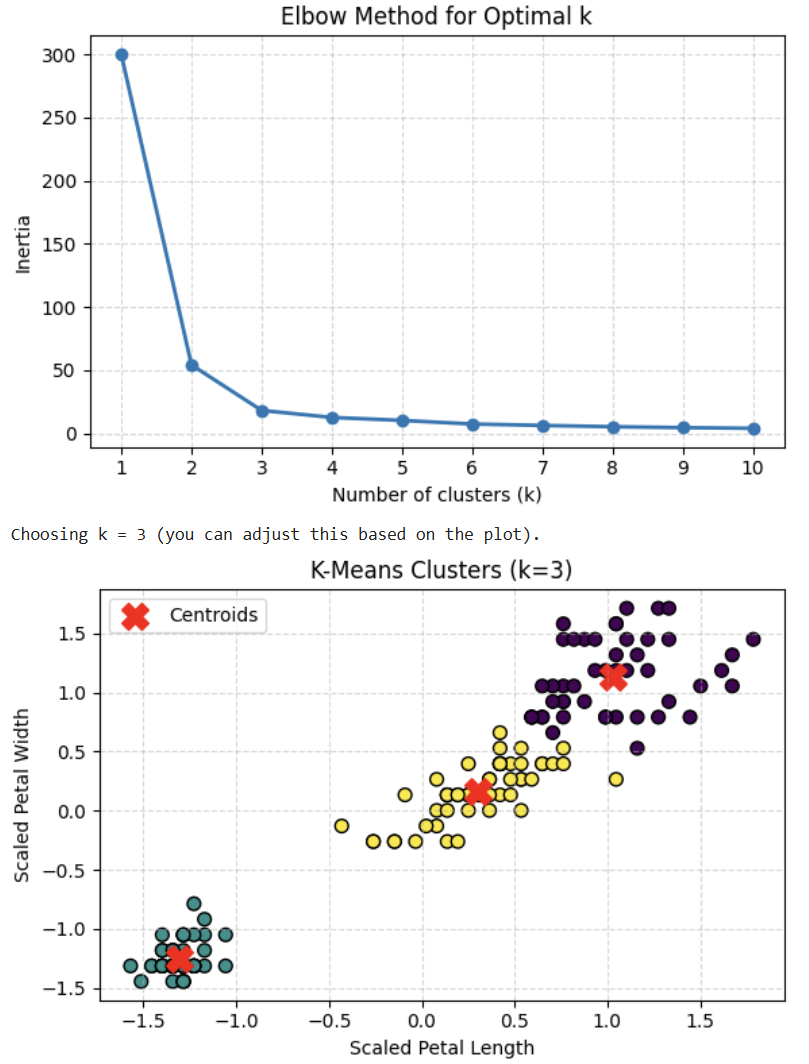 Elbow Method for Optimal k
300
250
200
150
100
50
0
Inertia
1 2 3 4 5 6 7 8 9 10
Number of clusters (k)
Choosing k = 3 (you can adjust this based on the plot).
K-Means Clusters (k=3)
Centroids
1.5
1.0
0.5
0.0
−0.5
−1.0
−1.5
Scaled Petal Width
−1.5 −1.0 −0.5 0.0 0.5 1.0 1.5
Scaled Petal Length